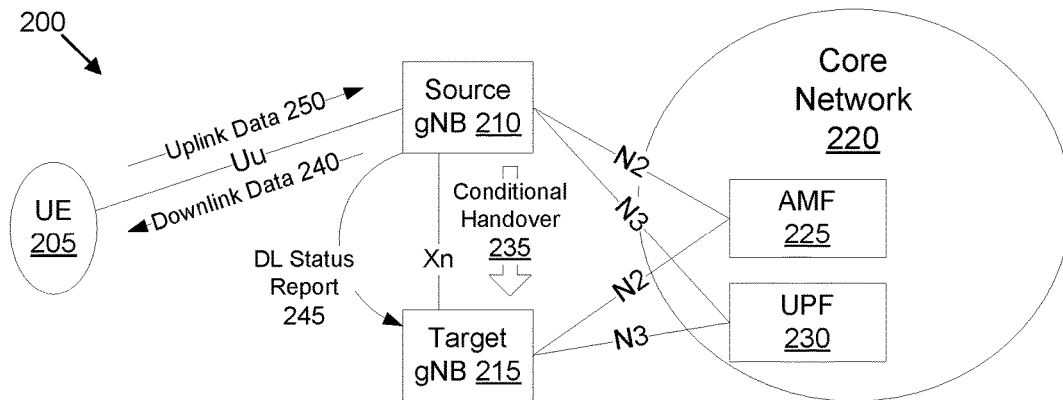 200
Uplink Data 250
Uu
Downlink Data 240
UE
205
Source
gNB 210
Conditional
Handover
235
DL Status
Report
245
Xn
Target
gNB 215
N2
N3
N2
N3
Core
Network
220
AMF
225
UPF
230